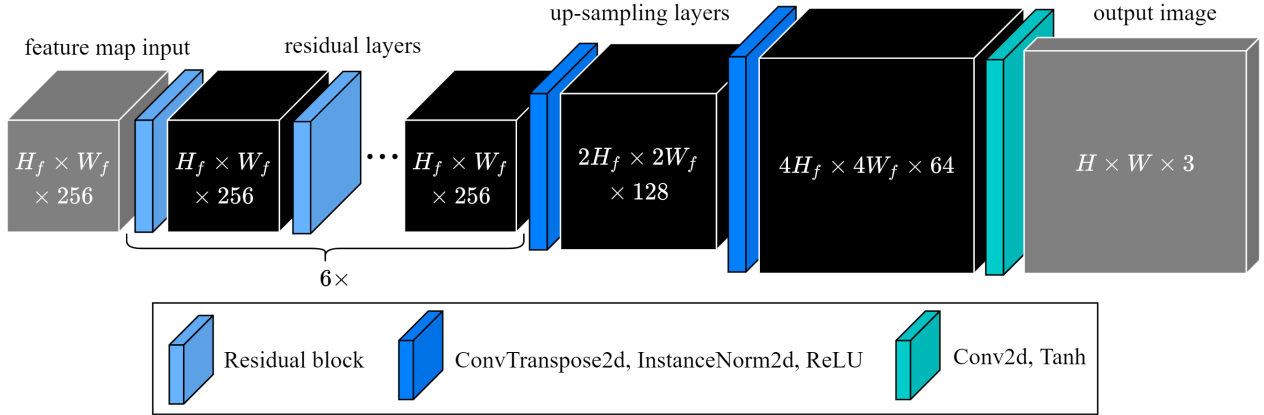 feature map input
residual layers
up-sampling layers
output image
H_f × W_f
× 256
H_f × W_f
× 256
...
H_f × W_f
× 256
2H_f × 2W_f
× 128
4H_f × 4W_f × 64
H × W × 3
6×
Residual block
ConvTranspose2d, InstanceNorm2d, ReLU
Conv2d, Tanh